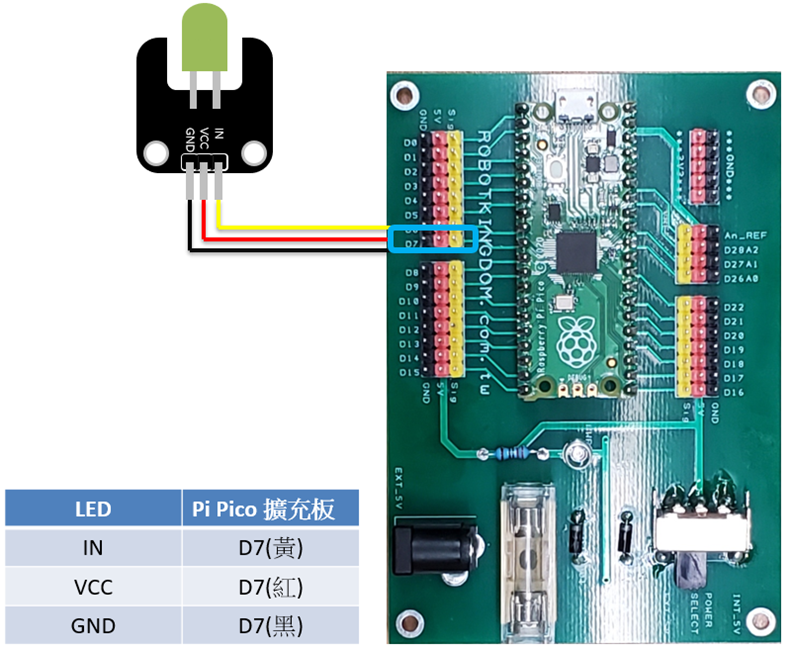 GND
VCC
IN
GND
5V
Sig
D0
D1
D2
D3
D4
D5
D7
D8
D9
D10
D11
D12
D13
D14
D15
GND
5V
Sig
ROBOTKINGDOM.com.tw
Raspberry Pi Pico
DEBUG
GND
An_REF
D28A2
D27A1
D26A0
D22
D21
D20
D19
D18
D17
D16
Sig
5V
GND
EXT_5V
POWER
SELECT
INT_5V
LED
Pi Pico 擴充板
IN
D7(黃)
VCC
D7(紅)
GND
D7(黑)